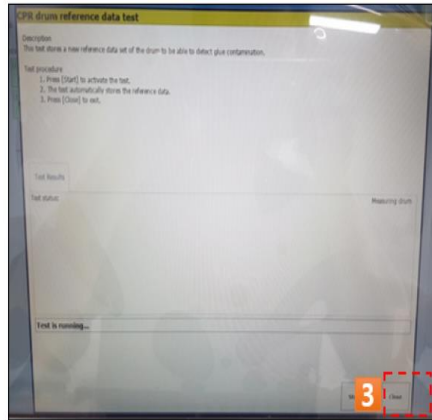 CPR drum reference data test
Description
This test stores a new reference data set of the drum to be able to detect glue contamination.
Test procedure
1. Press [Start] to activate the test.
2. The test automatically stores the reference data.
3. Press [Close] to exit.
Test Results
Test status:
Measuring drum
Test is running...
3
Close